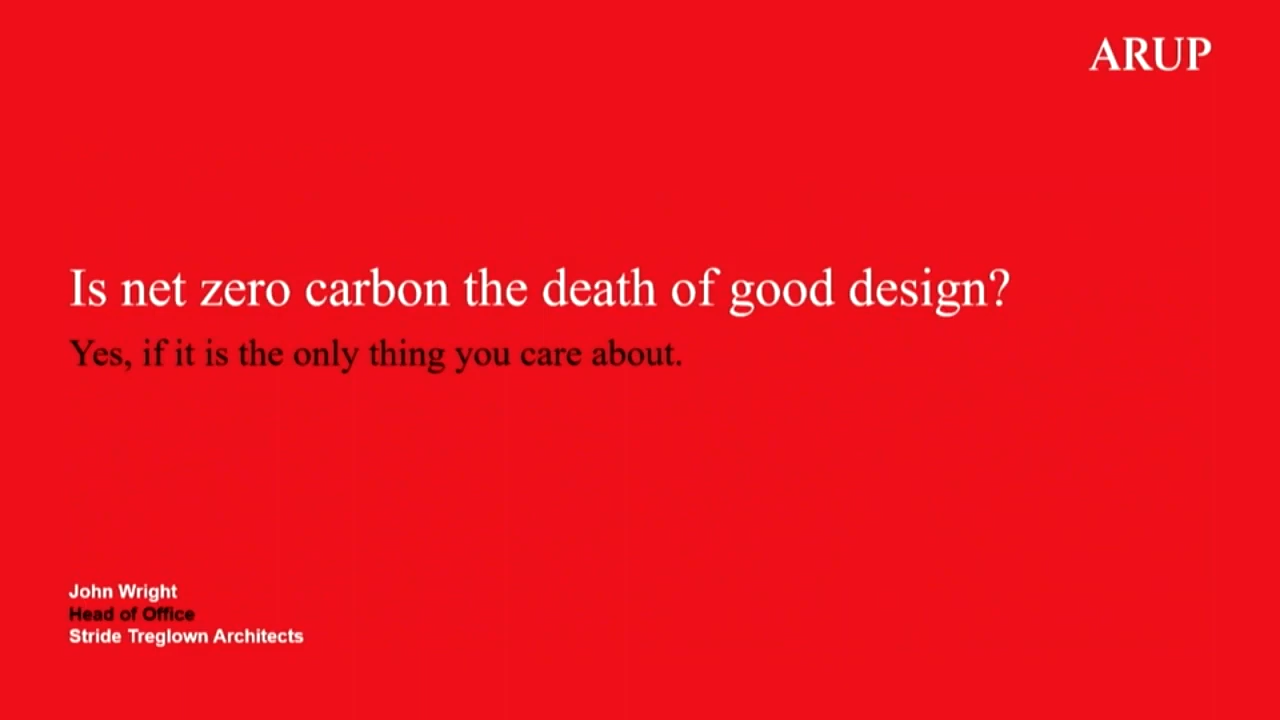 ARUP
Is net zero carbon the death of good design?
Yes, if it is the only thing you care about.
John Wright
Head of Office
Stride Treglown Architects